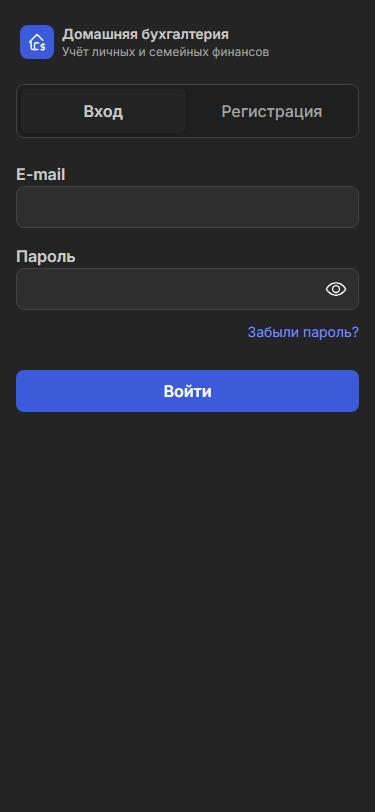 Домашняя бухгалтерия
Учёт личных и семейных финансов
Вход
Регистрация
E-mail
Пароль
Забыли пароль?
Войти